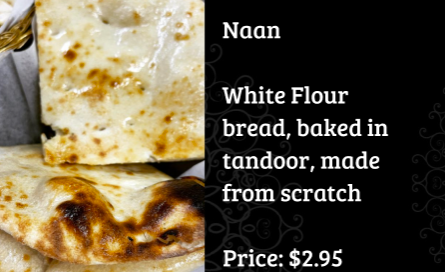 Naan
White Flour
bread, baked in
tandoor, made
from scratch
Price: $2.95